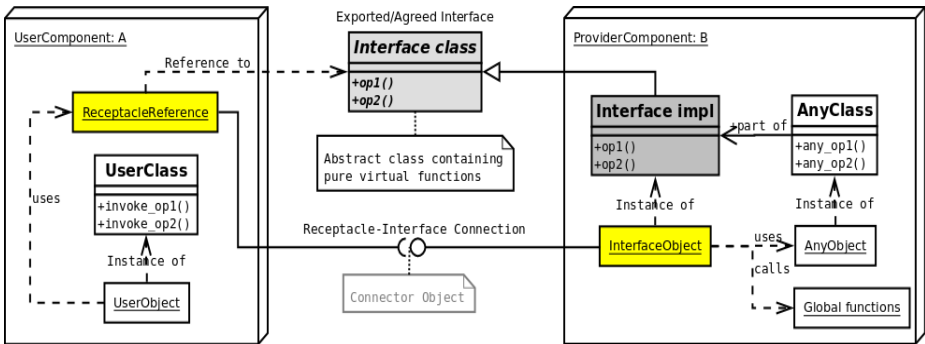 Exported/Agreed Interface
UserComponent: A
ProviderComponent: B
Interface class
+op1()
+op2()
Reference to
ReceptacleReference
Abstract class containing
pure virtual functions
Interface impl
+op1()
+op2()
+part of
AnyClass
+any_op1()
+any_op2()
UserClass
+invoke_op1()
+invoke_op2()
uses
Instance of
UserObject
Receptacle-Interface Connection
Connector Object
Instance of
Instance of
InterfaceObject
uses
calls
AnyObject
Global functions